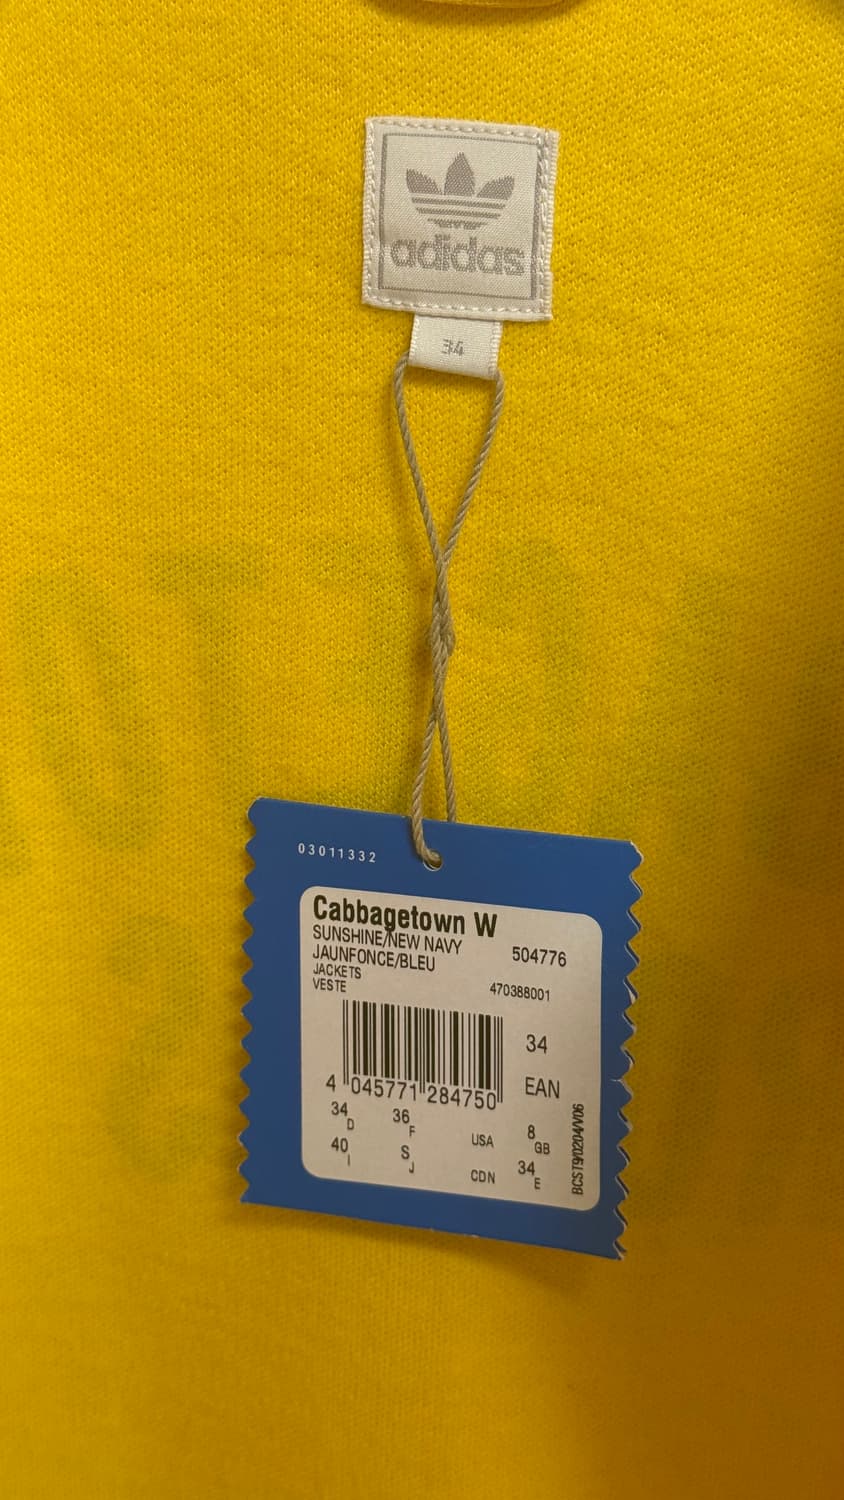 adidas
34
03011332
Cabbagetown W
SUNSHINE/NEW NAVY
504776
JAUNFONCE/BLEU
JACKETS
470388001
VESTE
34
EAN
4 045771 284750
34 D
36 F
USA
8 GB
40 I
S J
CDN
34 E
BCST9/0204/V06